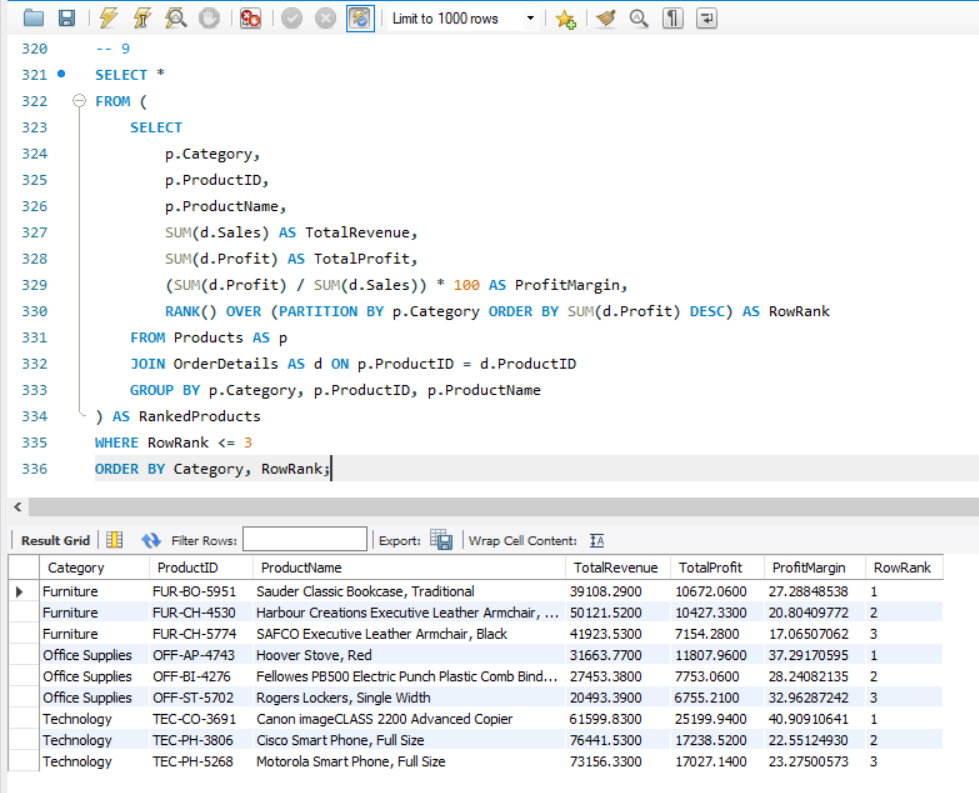 Limit to 1000 rows
320 -- 9
321 SELECT *
322 FROM (
323 SELECT
324 p.Category,
325 p.ProductID,
326 p.ProductName,
327 SUM(d.Sales) AS TotalRevenue,
328 SUM(d.Profit) AS TotalProfit,
329 (SUM(d.Profit) / SUM(d.Sales)) * 100 AS ProfitMargin,
330 RANK() OVER (PARTITION BY p.Category ORDER BY SUM(d.Profit) DESC) AS RowRank
331 FROM Products AS p
332 JOIN OrderDetails AS d ON p.ProductID = d.ProductID
333 GROUP BY p.Category, p.ProductID, p.ProductName
334 ) AS RankedProducts
335 WHERE RowRank <= 3
336 ORDER BY Category, RowRank;
Result Grid Filter Rows: Export: Wrap Cell Content:
Category ProductID ProductName TotalRevenue TotalProfit ProfitMargin RowRank
Furniture FUR-BO-5951 Sauder Classic Bookcase, Traditional 39108.2900 10672.0600 27.28848538 1
Furniture FUR-CH-4530 Harbour Creations Executive Leather Armchair, ... 50121.5200 10427.3300 20.80409772 2
Furniture FUR-CH-5774 SAFCO Executive Leather Armchair, Black 41923.5300 7154.2800 17.06507062 3
Office Supplies OFF-AP-4743 Hoover Stove, Red 31663.7700 11807.9600 37.29170595 1
Office Supplies OFF-BI-4276 Fellowes PB500 Electric Punch Plastic Comb Bind... 27453.3800 7753.0600 28.24082135 2
Office Supplies OFF-ST-5702 Rogers Lockers, Single Width 20493.3900 6755.2100 32.96287242 3
Technology TEC-CO-3691 Canon imageCLASS 2200 Advanced Copier 61599.8300 25199.9400 40.90910641 1
Technology TEC-PH-3806 Cisco Smart Phone, Full Size 76441.5300 17238.5200 22.55124930 2
Technology TEC-PH-5268 Motorola Smart Phone, Full Size 73156.3300 17027.1400 23.27500573 3